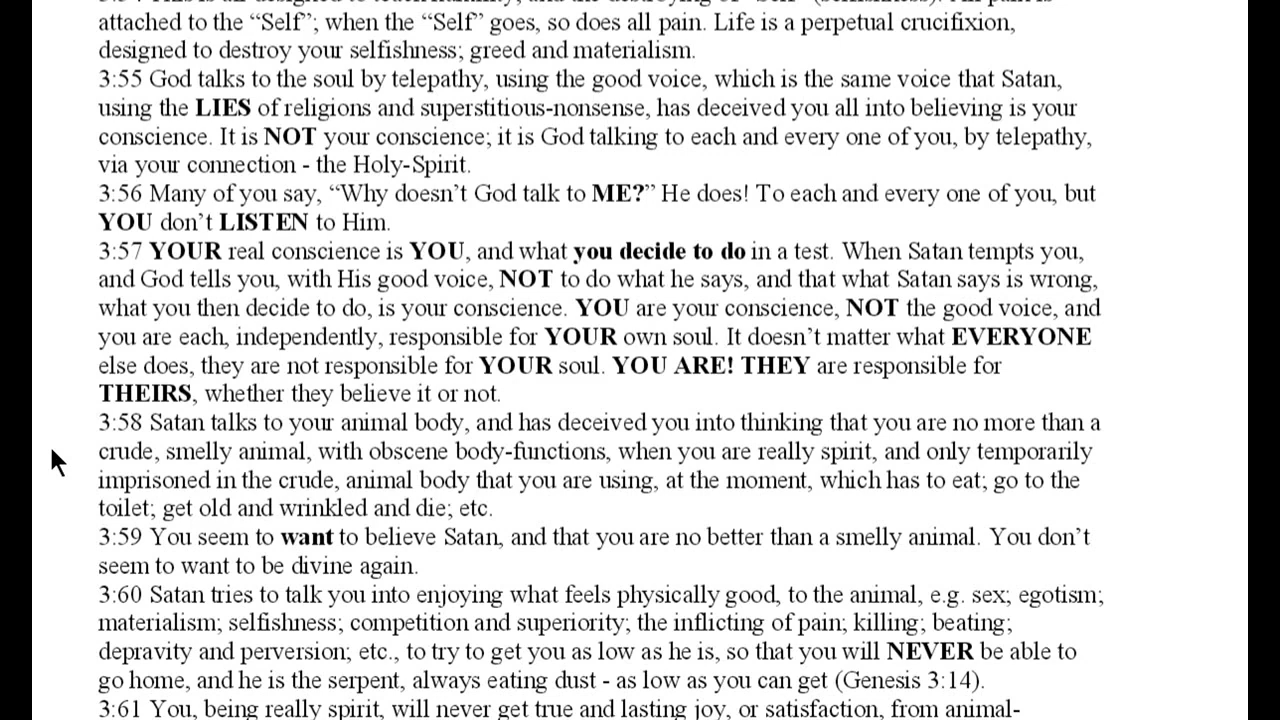 attached to the “Self”; when the “Self” goes, so does all pain. Life is a perpetual crucifixion,
designed to destroy your selfishness; greed and materialism.
3:55 God talks to the soul by telepathy, using the good voice, which is the same voice that Satan,
using the LIES of religions and superstitious-nonsense, has deceived you all into believing is your
conscience. It is NOT your conscience; it is God talking to each and every one of you, by telepathy,
via your connection - the Holy-Spirit.
3:56 Many of you say, “Why doesn’t God talk to ME?” He does! To each and every one of you, but
YOU don’t LISTEN to Him.
3:57 YOUR real conscience is YOU, and what you decide to do in a test. When Satan tempts you,
and God tells you, with His good voice, NOT to do what he says, and that what Satan says is wrong,
what you then decide to do, is your conscience. YOU are your conscience, NOT the good voice, and
you are each, independently, responsible for YOUR own soul. It doesn’t matter what EVERYONE
else does, they are not responsible for YOUR soul. YOU ARE! THEY are responsible for
THEIRS, whether they believe it or not.
3:58 Satan talks to your animal body, and has deceived you into thinking that you are no more than a
crude, smelly animal, with obscene body-functions, when you are really spirit, and only temporarily
imprisoned in the crude, animal body that you are using, at the moment, which has to eat; go to the
toilet; get old and wrinkled and die; etc.
3:59 You seem to want to believe Satan, and that you are no better than a smelly animal. You don’t
seem to want to be divine again.
3:60 Satan tries to talk you into enjoying what feels physically good, to the animal, e.g. sex; egotism;
materialism; selfishness; competition and superiority; the inflicting of pain; killing; beating;
depravity and perversion; etc., to try to get you as low as he is, so that you will NEVER be able to
go home, and he is the serpent, always eating dust - as low as you can get (Genesis 3:14).
3:61 You, being really spirit, will never get true and lasting joy, or satisfaction, from animal-